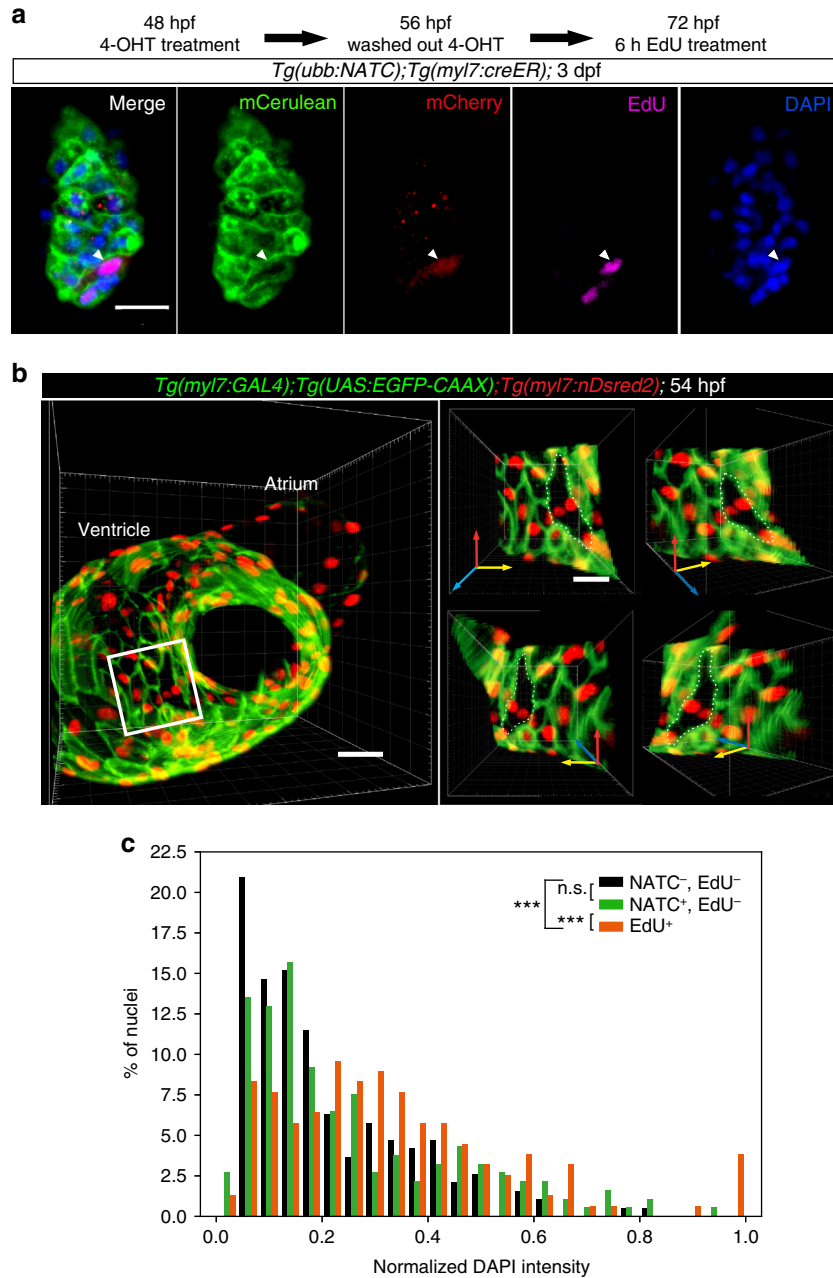 a
48 hpf
4-OHT treatment
56 hpf
washed out 4-OHT
72 hpf
6 h EdU treatment
Tg(ubb:NATC);Tg(myl7:creER); 3 dpf
Merge
mCerulean
mCherry
EdU
DAPI
b
Tg(myl7:GAL4);Tg(UAS:EGFP-CAAX);Tg(myl7:nDsred2); 54 hpf
Ventricle
Atrium
c
n.s.
***
***
NATC⁻, EdU⁻
NATC⁺, EdU⁻
EdU⁺
% of nuclei
22.5
20.0
17.5
15.0
12.5
10.0
7.5
5.0
2.5
0.0
0.0 0.2 0.4 0.6 0.8 1.0
Normalized DAPI intensity